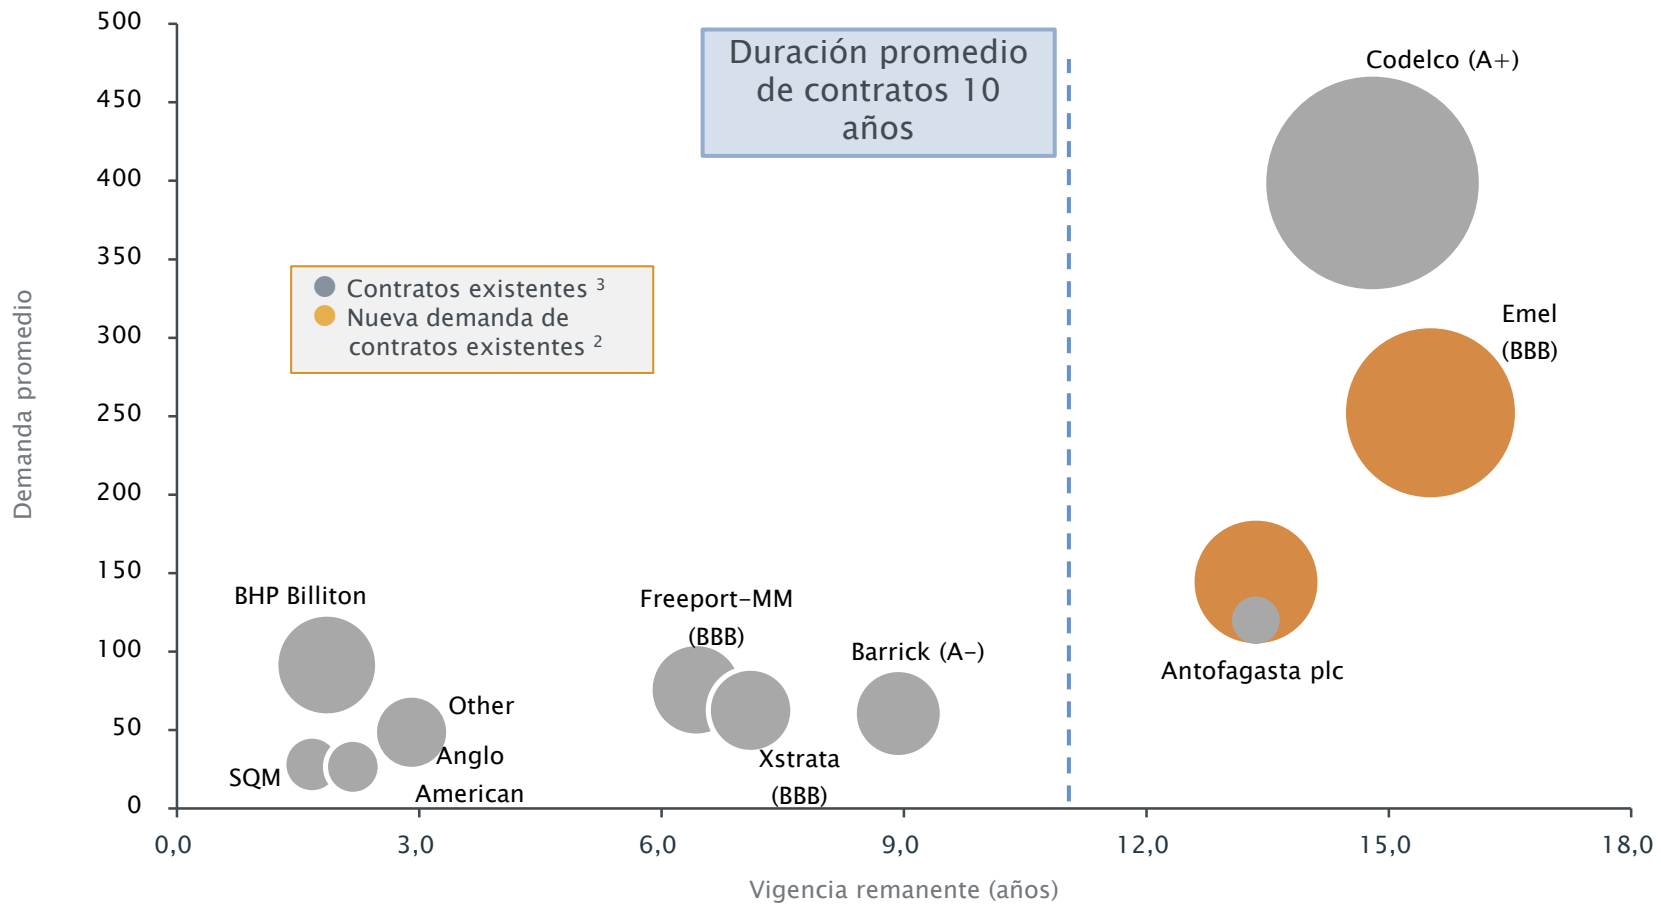 500
450
400
350
300
250
200
150
100
50
0
Demanda promedio
Duración promedio
de contratos 10
años
Codelco (A+)
Contratos existentes 3
Nueva demanda de
contratos existentes 2
Emel
(BBB)
BHP Billiton
Freeport-MM
(BBB)
Barrick (A-)
Antofagasta plc
Other
Anglo
American
SQM
Xstrata
(BBB)
0,0
3,0
6,0
9,0
12,0
15,0
18,0
Vigencia remanente (años)